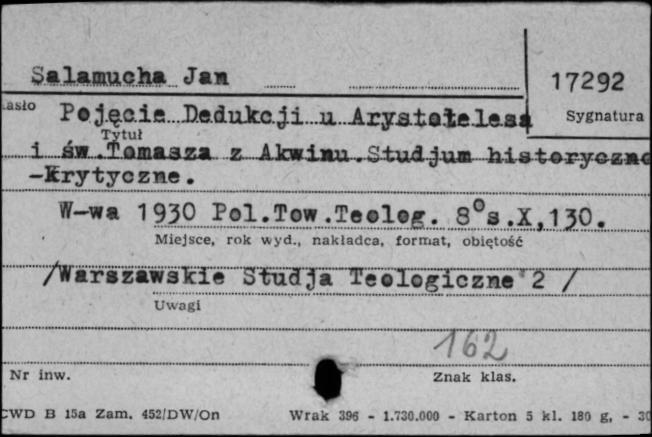 Salamucha Jan
17292
asło
Pojęcie Dedukcji u Arystotelesa
Sygnatura
Tytuł
i św.Tomasza z Akwinu.Studjum historyczno
-Krytyczne.
W-wa 1930 Pol.Tow.Teolog. 8°s.X,130.
Miejsce, rok wyd., nakładca, format, objętość
/Warszawskie Studja Teologiczne 2 /
Uwagi
162
Nr inw.
Znak klas.
CWD B 15a Zam. 452/DW/On Wrak 396 - 1.730.000 - Karton 5 kl. 180 g, - 30